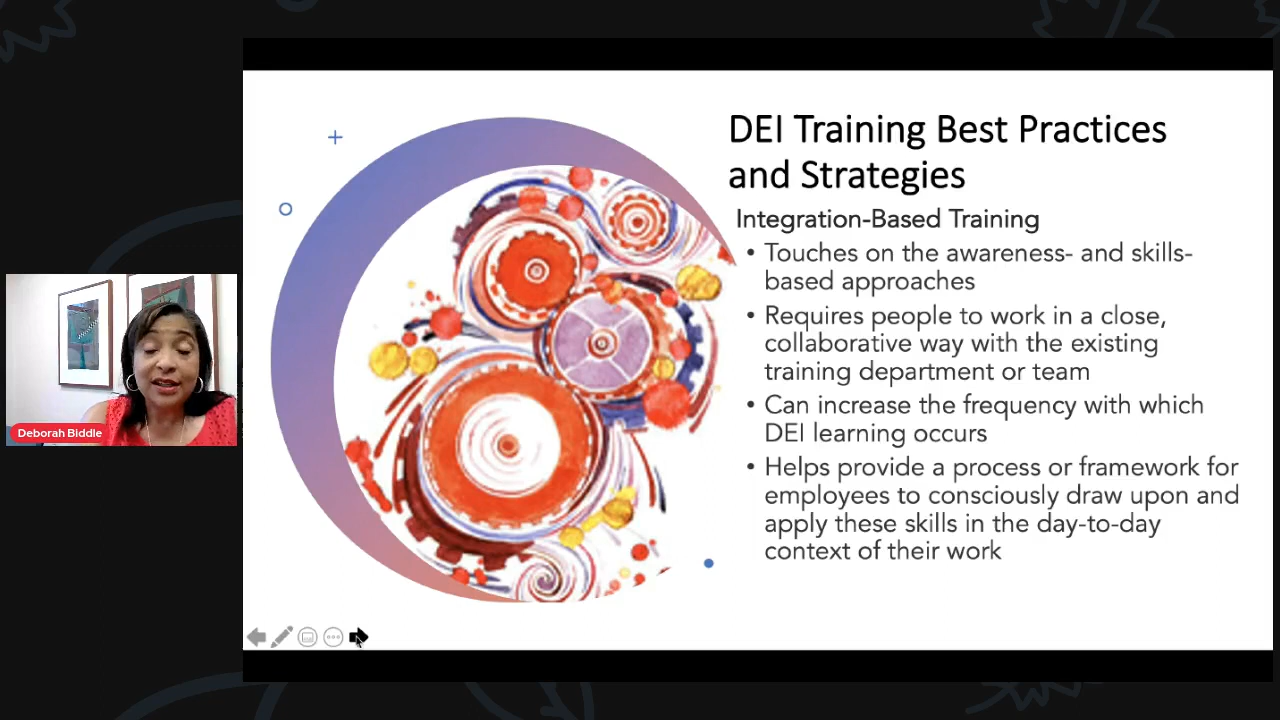 DEI Training Best Practices
and Strategies
Integration-Based Training
• Touches on the awareness- and skills-
based approaches
• Requires people to work in a close,
collaborative way with the existing
training department or team
• Can increase the frequency with which
DEI learning occurs
• Helps provide a process or framework for
employees to consciously draw upon and
apply these skills in the day-to-day
context of their work
Deborah Biddle